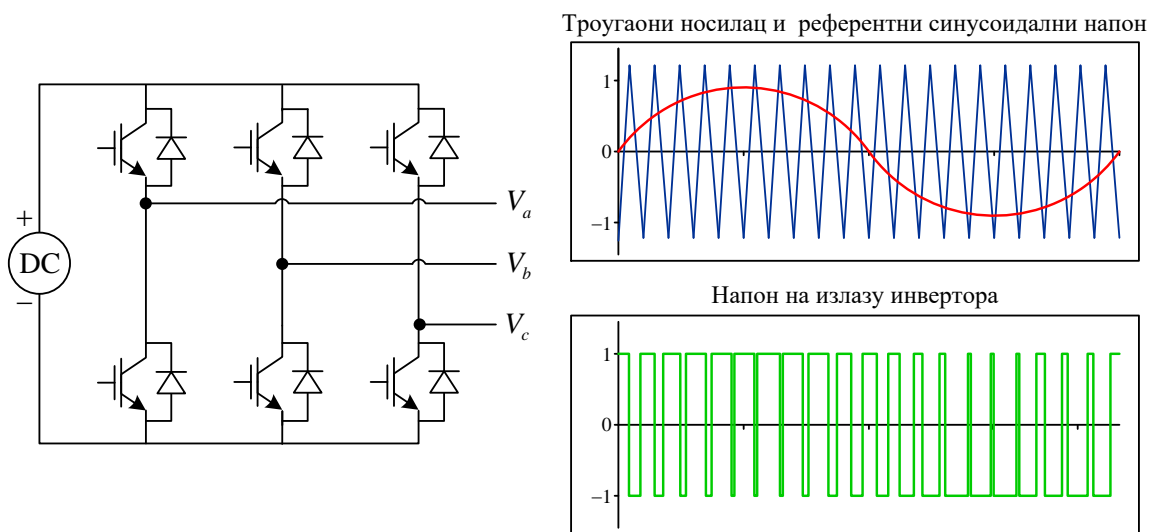 Троугаони носилац и референтни синусоидални напон
1
0
−1
+
DC
−
V_a
V_b
V_c
Напон на излазу инвертора
1
0
−1